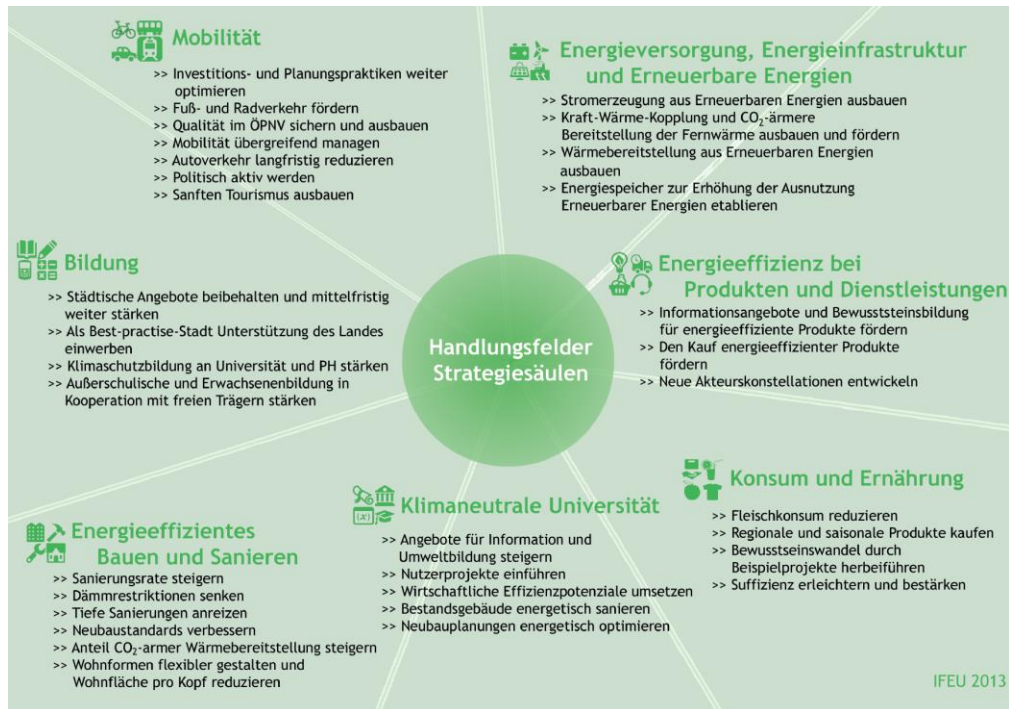 Mobilität
>> Investitions- und Planungspraktiken weiter
optimieren
>> Fuß- und Radverkehr fördern
>> Qualität im ÖPNV sichern und ausbauen
>> Mobilität übergreifend managen
>> Autoverkehr langfristig reduzieren
>> Politisch aktiv werden
>> Sanften Tourismus ausbauen
Energieversorgung, Energieinfrastruktur
und Erneuerbare Energien
>> Stromerzeugung aus Erneuerbaren Energien ausbauen
>> Kraft-Wärme-Kopplung und CO₂-ärmere
Bereitstellung der Fernwärme ausbauen und fördern
>> Wärmebereitstellung aus Erneuerbaren Energien
ausbauen
>> Energiespeicher zur Erhöhung der Ausnutzung
Erneuerbarer Energien etablieren
Bildung
>> Städtische Angebote beibehalten und mittelfristig
weiter stärken
>> Als Best-practise-Stadt Unterstützung des Landes
einwerben
>> Klimaschutzbildung an Universität und PH stärken
>> Außerschulische und Erwachsenenbildung in
Kooperation mit freien Trägern stärken
Handlungsfelder
Strategiesäulen
Energieeffizienz bei
Produkten und Dienstleistungen
>> Informationsangebote und Bewusststeinsbildung
für energieeffiziente Produkte fördern
>> Den Kauf energieeffizienter Produkte
fördern
>> Neue Akteurskonstellationen entwickeln
Energieeffizientes
Bauen und Sanieren
>> Sanierungsrate steigern
>> Dämmrestriktionen senken
>> Tiefe Sanierungen anreizen
>> Neubaustandards verbessern
>> Anteil CO₂-armer Wärmebereitstellung steigern
>> Wohnformen flexibler gestalten und
Wohnfläche pro Kopf reduzieren
Klimaneutrale Universität
>> Angebote für Information und
Umweltbildung steigern
>> Nutzerprojekte einführen
>> Wirtschaftliche Effizienzpotenziale umsetzen
>> Bestandsgebäude energetisch sanieren
>> Neubauplanungen energetisch optimieren
Konsum und Ernährung
>> Fleischkonsum reduzieren
>> Regionale und saisonale Produkte kaufen
>> Bewusstseinswandel durch
Beispielprojekte herbeiführen
>> Suffizienz erleichtern und bestärken
IFEU 2013